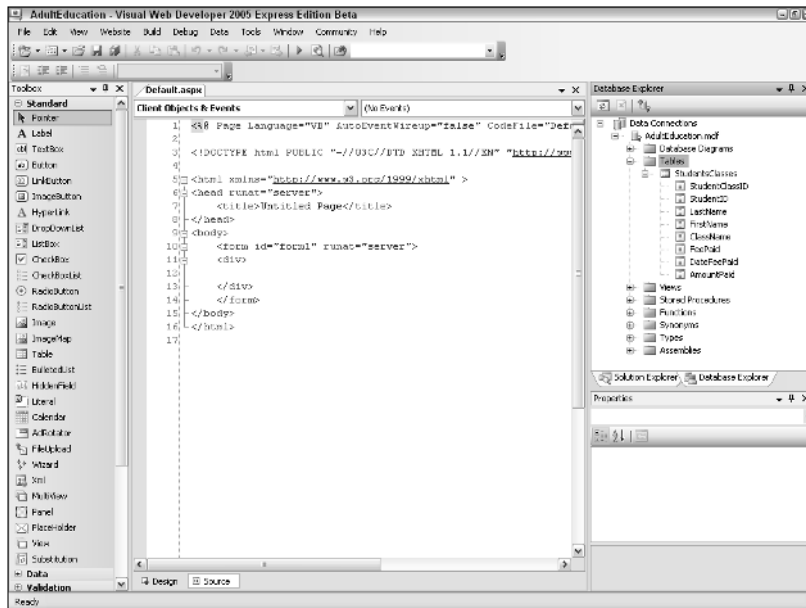 AdultEducation - Visual Web Developer 2005 Express Edition Beta
File Edit View Website Build Debug Data Tools Window Community Help
Toolbox
Standard
Pointer
Label
TextBox
Button
LinkButton
ImageButton
HyperLink
DropDownList
ListBox
CheckBox
CheckBoxList
RadioButton
RadioButtonList
Image
ImageMap
Table
BulletedList
HiddenField
Literal
Calendar
AdRotator
FileUpload
Wizard
Xml
MultiView
Panel
PlaceHolder
View
Substitution
Data
Validation
Default.aspx
Client Objects & Events (No Events)
1 <%@ Page Language="VB" AutoEventWireup="false" CodeFile="Defa
2
3 <!DOCTYPE html PUBLIC "-//W3C//DTD XHTML 1.1//EN" "http://www
4
5 <html xmlns="http://www.w3.org/1999/xhtml" >
6 <head runat="server">
7 <title>Untitled Page</title>
8 </head>
9 <body>
10 <form id="form1" runat="server">
11 <div>
12
13 </div>
14 </form>
15 </body>
16 </html>
17
Design Source
Database Explorer
Data Connections
AdultEducation.mdf
Database Diagrams
Tables
StudentsClasses
StudentClassID
StudentID
LastName
FirstName
ClassName
FeePaid
DateFeePaid
AmountPaid
Views
Stored Procedures
Functions
Synonyms
Types
Assemblies
Solution Explorer Database Explorer
Properties
Ready